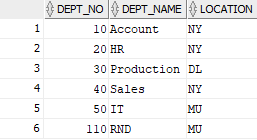 DEPT_NO DEPT_NAME LOCATION
1 10 Account NY
2 20 HR NY
3 30 Production DL
4 40 Sales NY
5 50 IT MU
6 110 RND MU